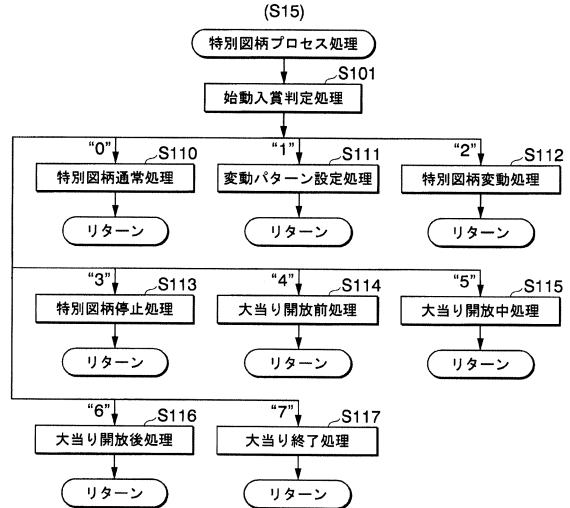 (S15)
特別図柄プロセス処理
S101
始動入賞判定処理
“0” S110 “1” S111 “2” S112
特別図柄通常処理 変動パターン設定処理 特別図柄変動処理
リターン リターン リターン
“3” S113 “4” S114 “5” S115
特別図柄停止処理 大当り開放前処理 大当り開放中処理
リターン リターン リターン
“6” S116 “7” S117
大当り開放後処理 大当り終了処理
リターン リターン